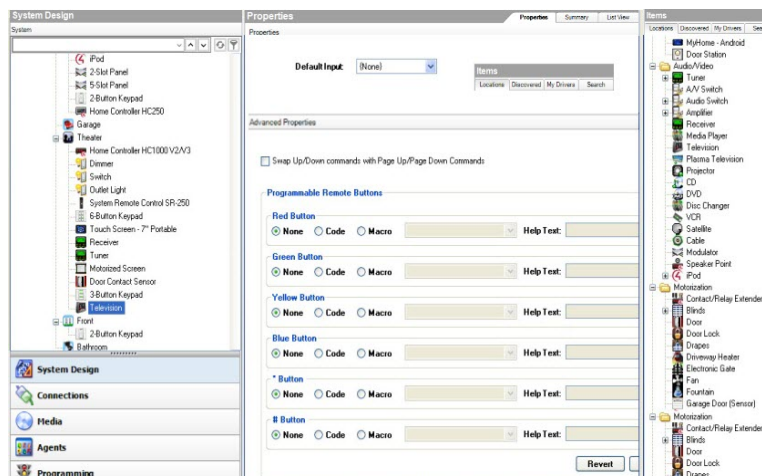 System Design
System
iPod
2-Slot Panel
5-Slot Panel
2-Button Keypad
Home Controller HC250
Garage
Theater
Home Controller HC1000 V2/V3
Dimmer
Switch
Outlet Light
System Remote Control SR-250
6-Button Keypad
Touch Screen - 7" Portable
Receiver
Tuner
Motorized Screen
Door Contact Sensor
3-Button Keypad
Television
Front
2-Button Keypad
Bathroom
System Design
Connections
Media
Agents
Programming
Properties
Properties Summary List View
Properties
Default Input: (None)
Items
Locations Discovered My Drivers Search
Advanced Properties
Swap Up/Down commands with Page Up/Page Down Commands
Programmable Remote Buttons
Red Button
None Code Macro Help Text:
Green Button
None Code Macro Help Text:
Yellow Button
None Code Macro Help Text:
Blue Button
None Code Macro Help Text:
* Button
None Code Macro Help Text:
# Button
None Code Macro Help Text:
Revert
Items
Locations Discovered My Drivers Sea
MyHome - Android
Door Station
Audio/Video
Tuner
A/V Switch
Audio Switch
Amplifier
Receiver
Media Player
Television
Plasma Television
Projector
CD
DVD
Disc Changer
VCR
Satellite
Cable
Modulator
Speaker Point
iPod
Motorization
Contact/Relay Extender
Blinds
Door
Door Lock
Drapes
Driveway Heater
Electronic Gate
Fan
Fountain
Garage Door (Sensor)
Motorization
Contact/Relay Extender
Blinds
Door
Door Lock
Drapes